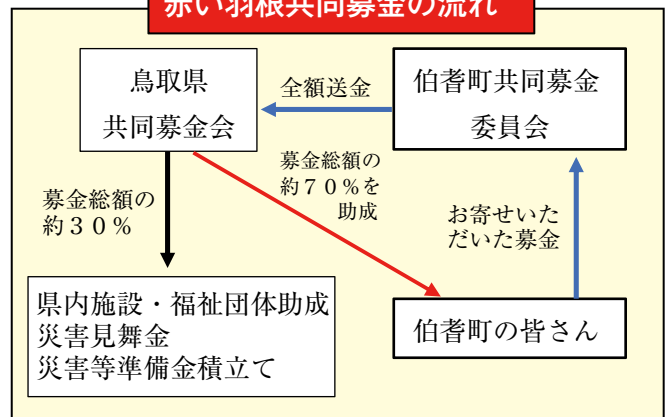 赤い羽根共同募金の流れ
鳥取県
共同募金会
全額送金
伯耆町共同募金
委員会
募金総額の
約７０％を
助成
募金総額の
約３０％
お寄せいた
だいた募金
県内施設・福祉団体助成
災害見舞金
災害等準備金積立て
伯耆町の皆さん